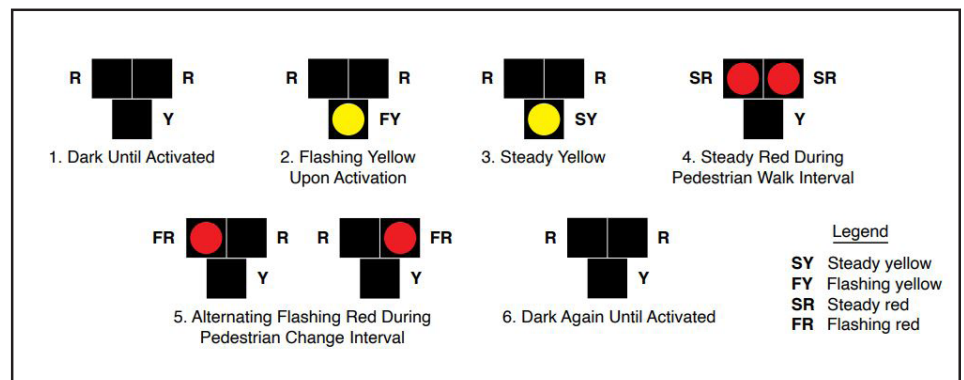 R R
Y
1. Dark Until Activated
R R
FY
2. Flashing Yellow
Upon Activation
R R
SY
3. Steady Yellow
SR SR
Y
4. Steady Red During
Pedestrian Walk Interval
FR R
Y
R FR
Y
5. Alternating Flashing Red During
Pedestrian Change Interval
R R
Y
6. Dark Again Until Activated
Legend
SY Steady yellow
FY Flashing yellow
SR Steady red
FR Flashing red